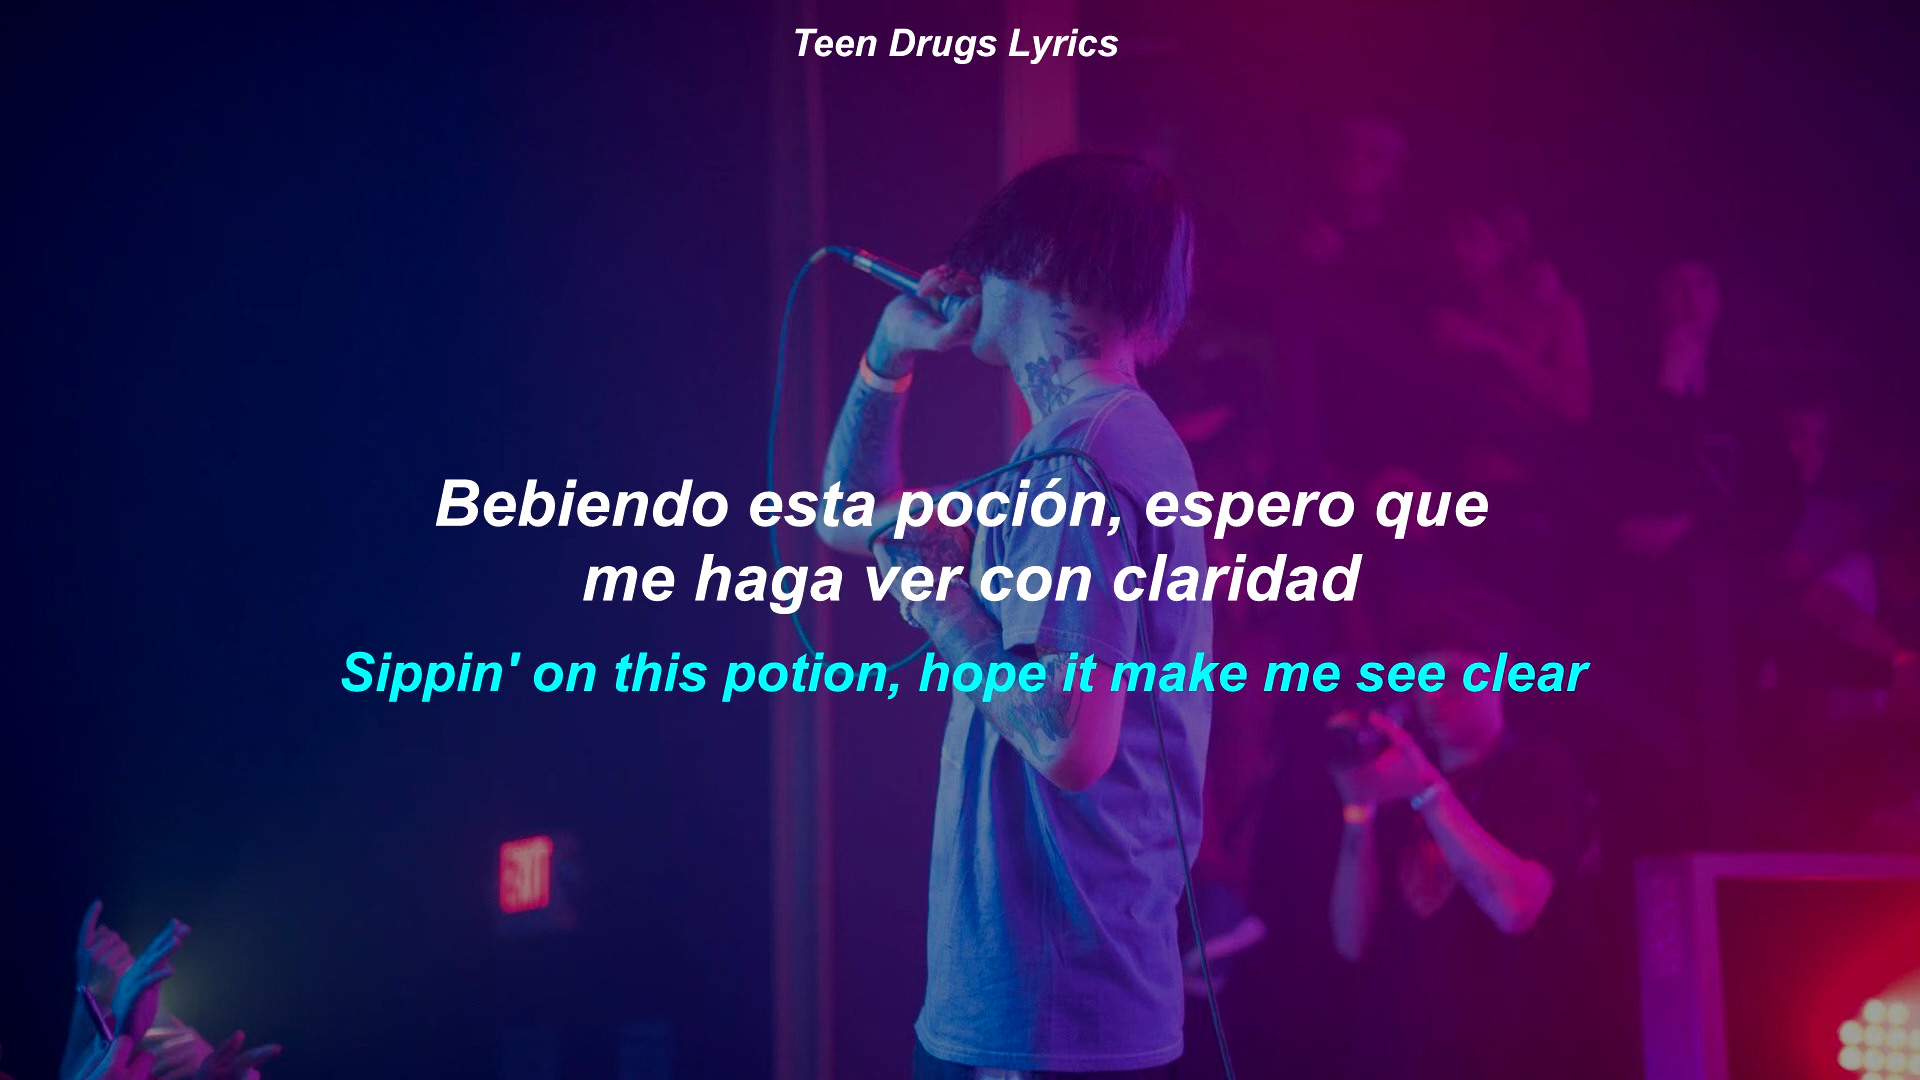 Teen Drugs Lyrics
Bebiendo esta poción, espero que
me haga ver con claridad
Sippin' on this potion, hope it make me see clear
EXIT